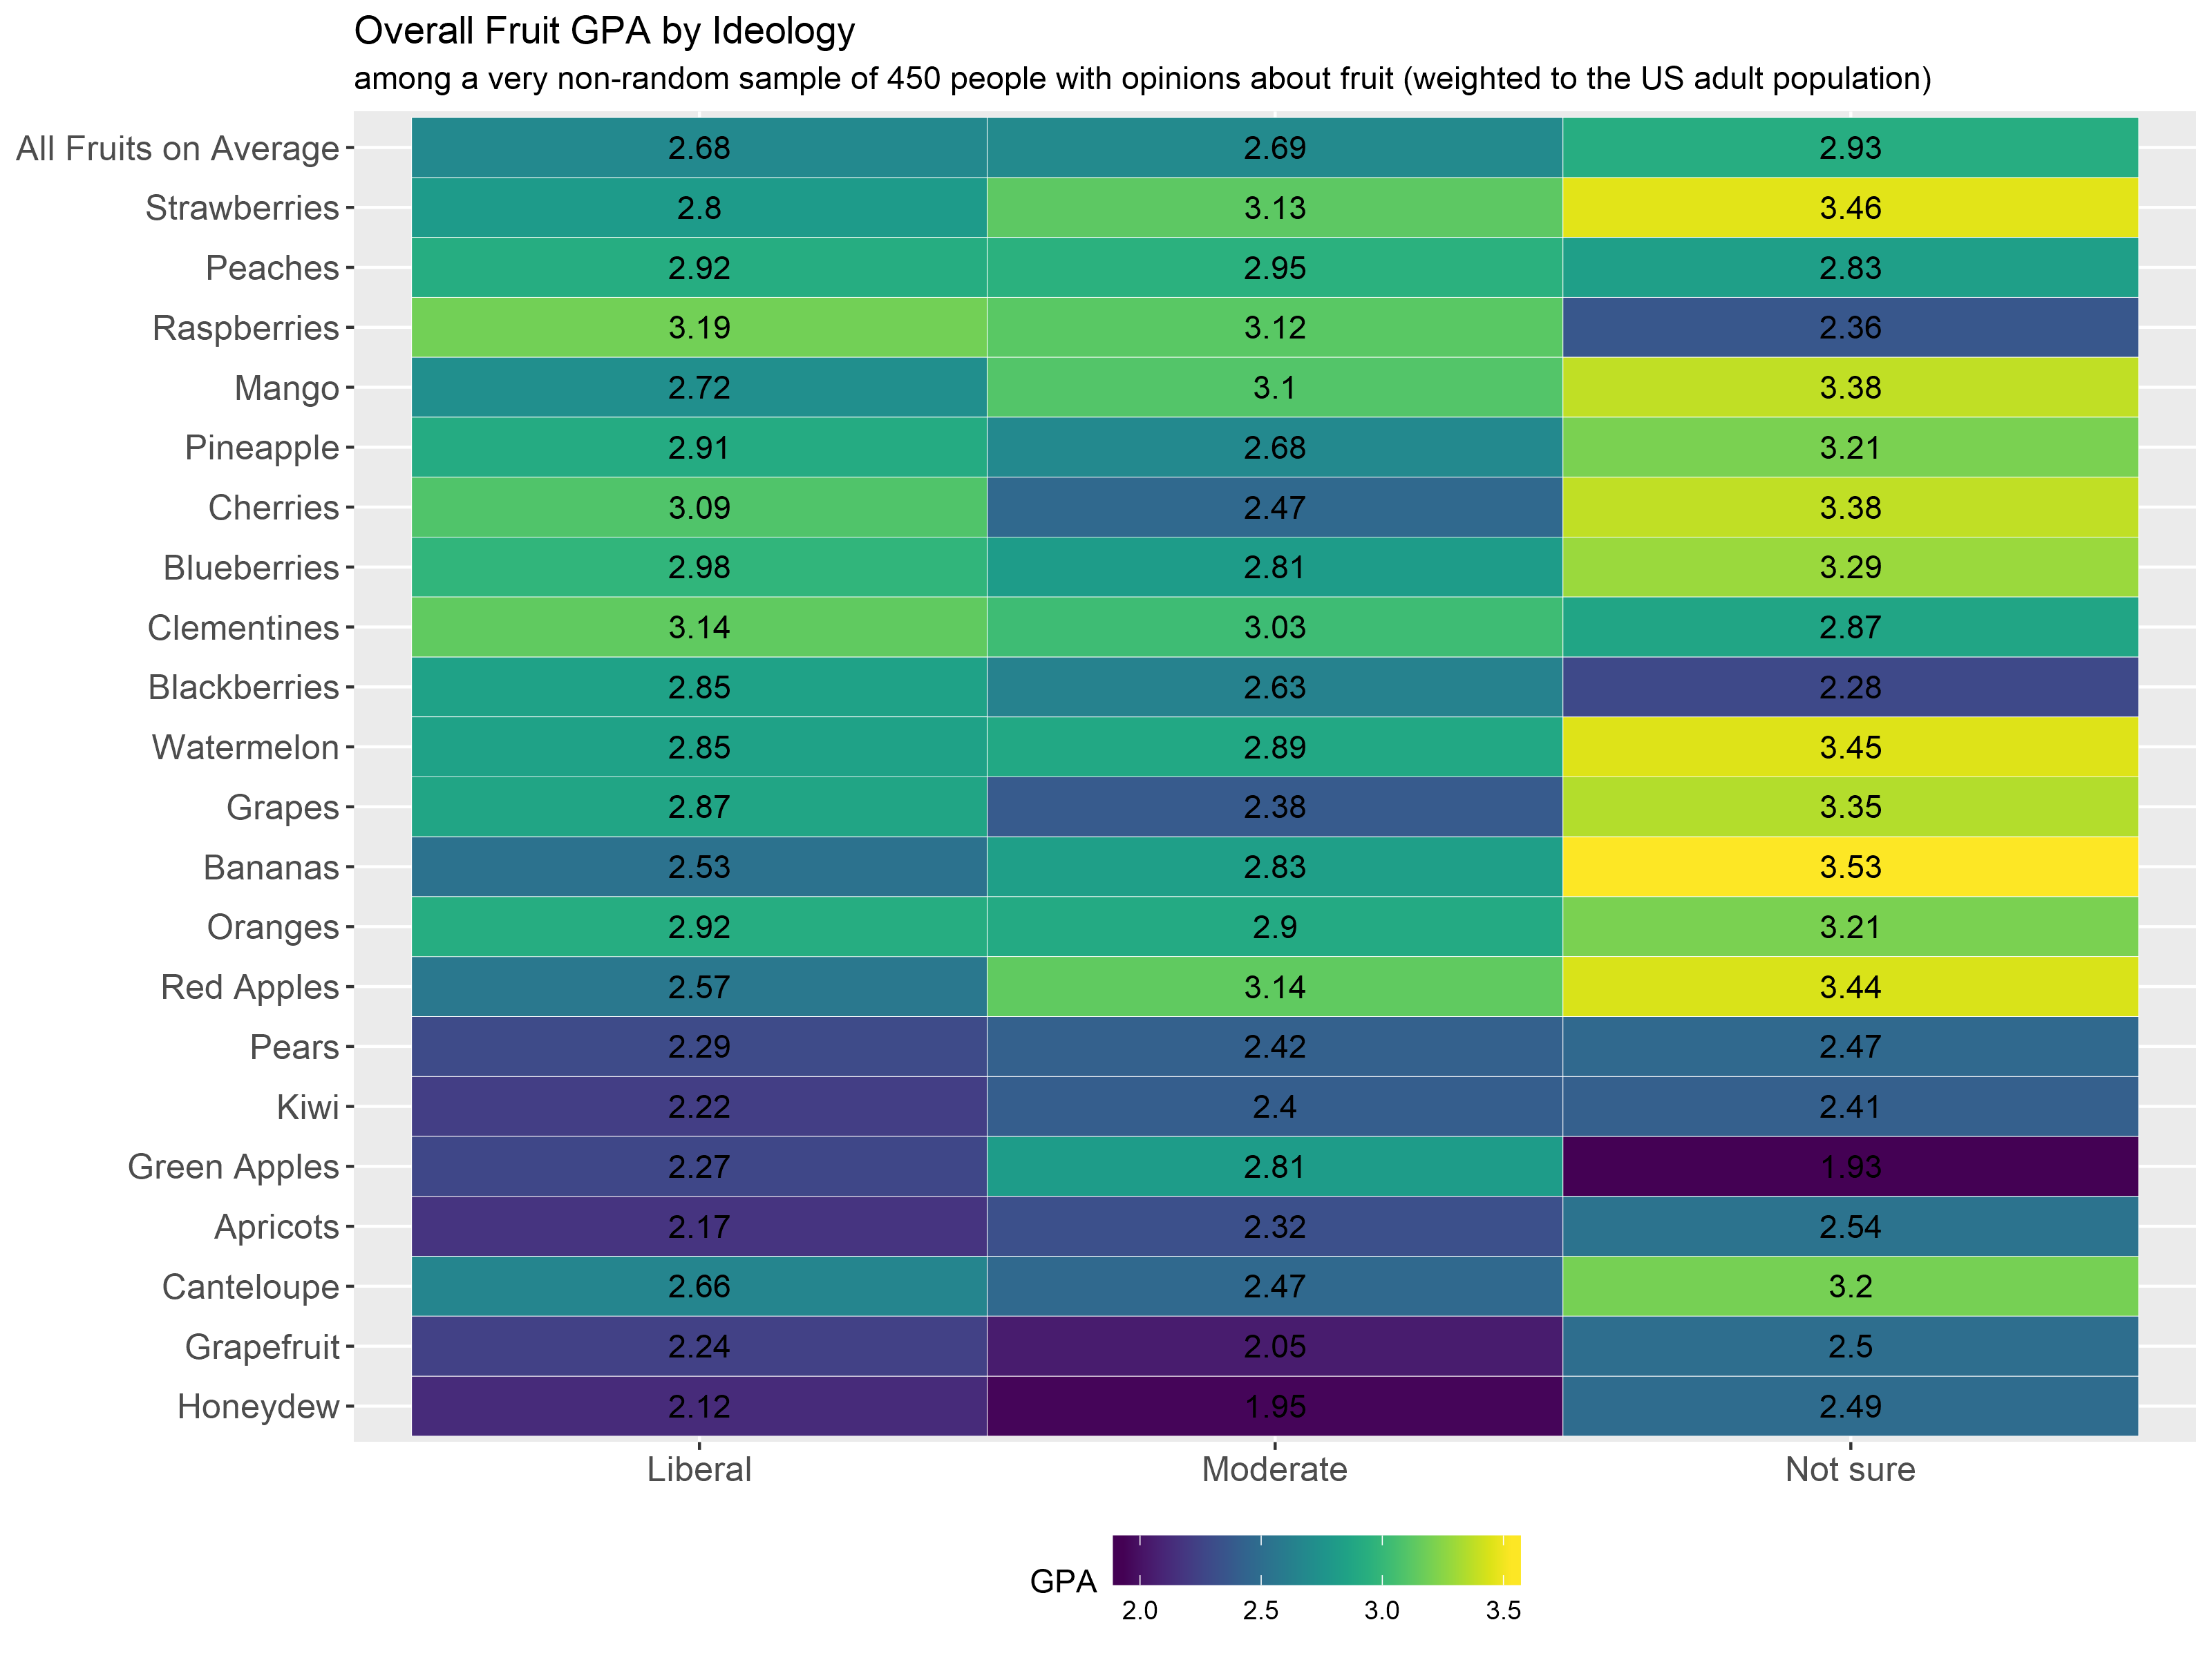 Overall Fruit GPA by Ideology
among a very non-random sample of 450 people with opinions about fruit (weighted to the US adult population)
All Fruits on Average 2.68 2.69 2.93
Strawberries 2.8 3.13 3.46
Peaches 2.92 2.95 2.83
Raspberries 3.19 3.12 2.36
Mango 2.72 3.1 3.38
Pineapple 2.91 2.68 3.21
Cherries 3.09 2.47 3.38
Blueberries 2.98 2.81 3.29
Clementines 3.14 3.03 2.87
Blackberries 2.85 2.63 2.28
Watermelon 2.85 2.89 3.45
Grapes 2.87 2.38 3.35
Bananas 2.53 2.83 3.53
Oranges 2.92 2.9 3.21
Red Apples 2.57 3.14 3.44
Pears 2.29 2.42 2.47
Kiwi 2.22 2.4 2.41
Green Apples 2.27 2.81 1.93
Apricots 2.17 2.32 2.54
Canteloupe 2.66 2.47 3.2
Grapefruit 2.24 2.05 2.5
Honeydew 2.12 1.95 2.49
Liberal Moderate Not sure
GPA
2.0 2.5 3.0 3.5